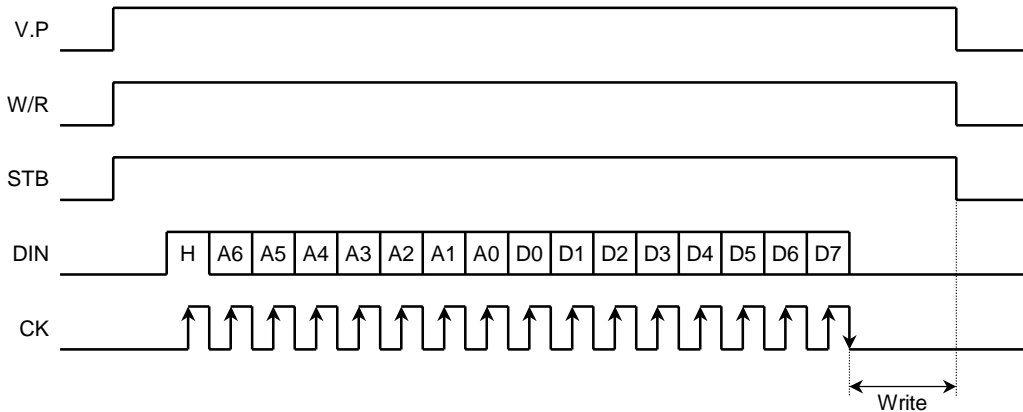 V.P
W/R
STB
DIN H A6 A5 A4 A3 A2 A1 A0 D0 D1 D2 D3 D4 D5 D6 D7
CK
Write